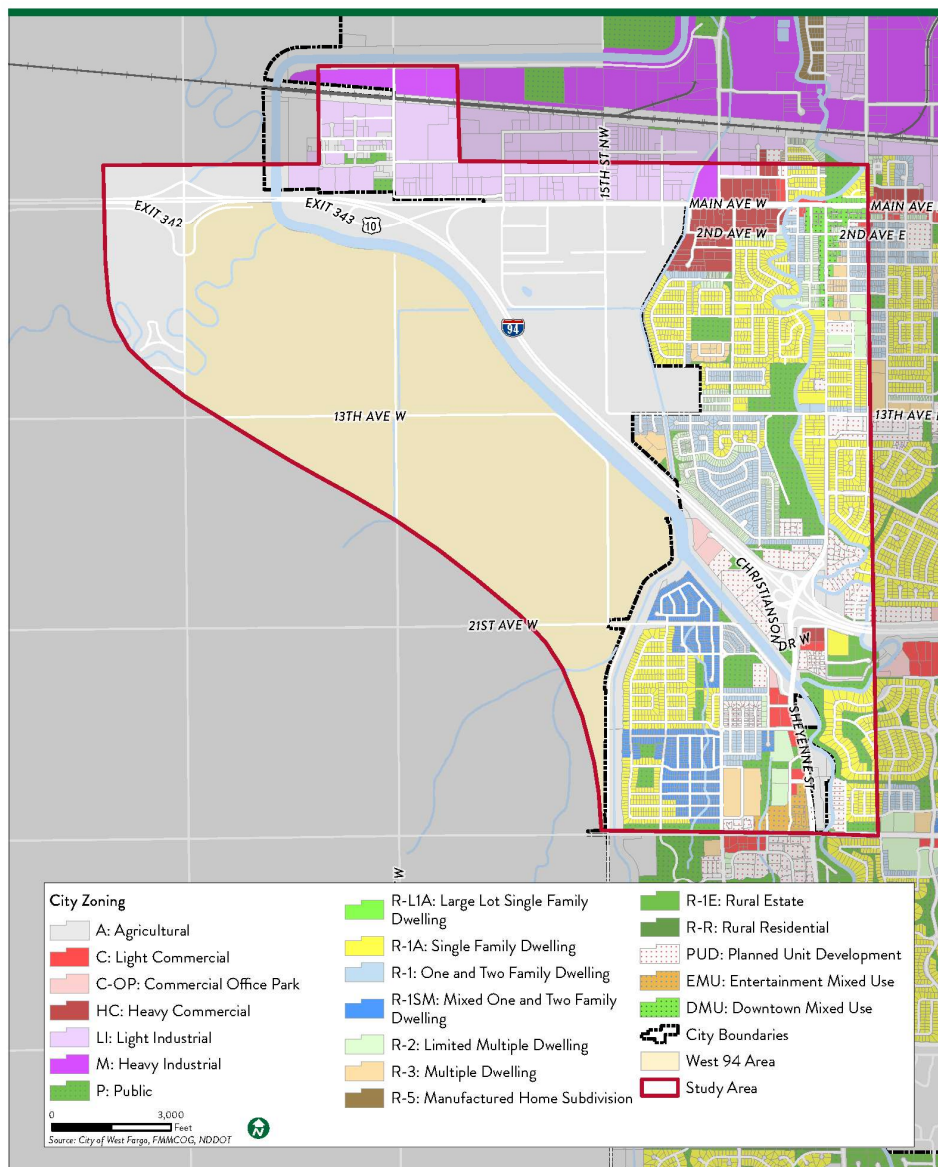 15TH ST NW
MAIN AVE W
MAIN AVE
EXIT 342
EXIT 343
10
2ND AVE W
2ND AVE E
94
13TH AVE W
13TH AVE E
CHRISTIANSON
DR W
21ST AVE W
SHEYENNE ST
W
City Zoning
A: Agricultural
C: Light Commercial
C-OP: Commercial Office Park
HC: Heavy Commercial
LI: Light Industrial
M: Heavy Industrial
P: Public
R-L1A: Large Lot Single Family
Dwelling
R-1A: Single Family Dwelling
R-1: One and Two Family Dwelling
R-1SM: Mixed One and Two Family
Dwelling
R-2: Limited Multiple Dwelling
R-3: Multiple Dwelling
R-5: Manufactured Home Subdivision
R-1E: Rural Estate
R-R: Rural Residential
PUD: Planned Unit Development
EMU: Entertainment Mixed Use
DMU: Downtown Mixed Use
City Boundaries
West 94 Area
Study Area
0 3,000
Feet
N
Source: City of West Fargo, FMMCOG, NDDOT